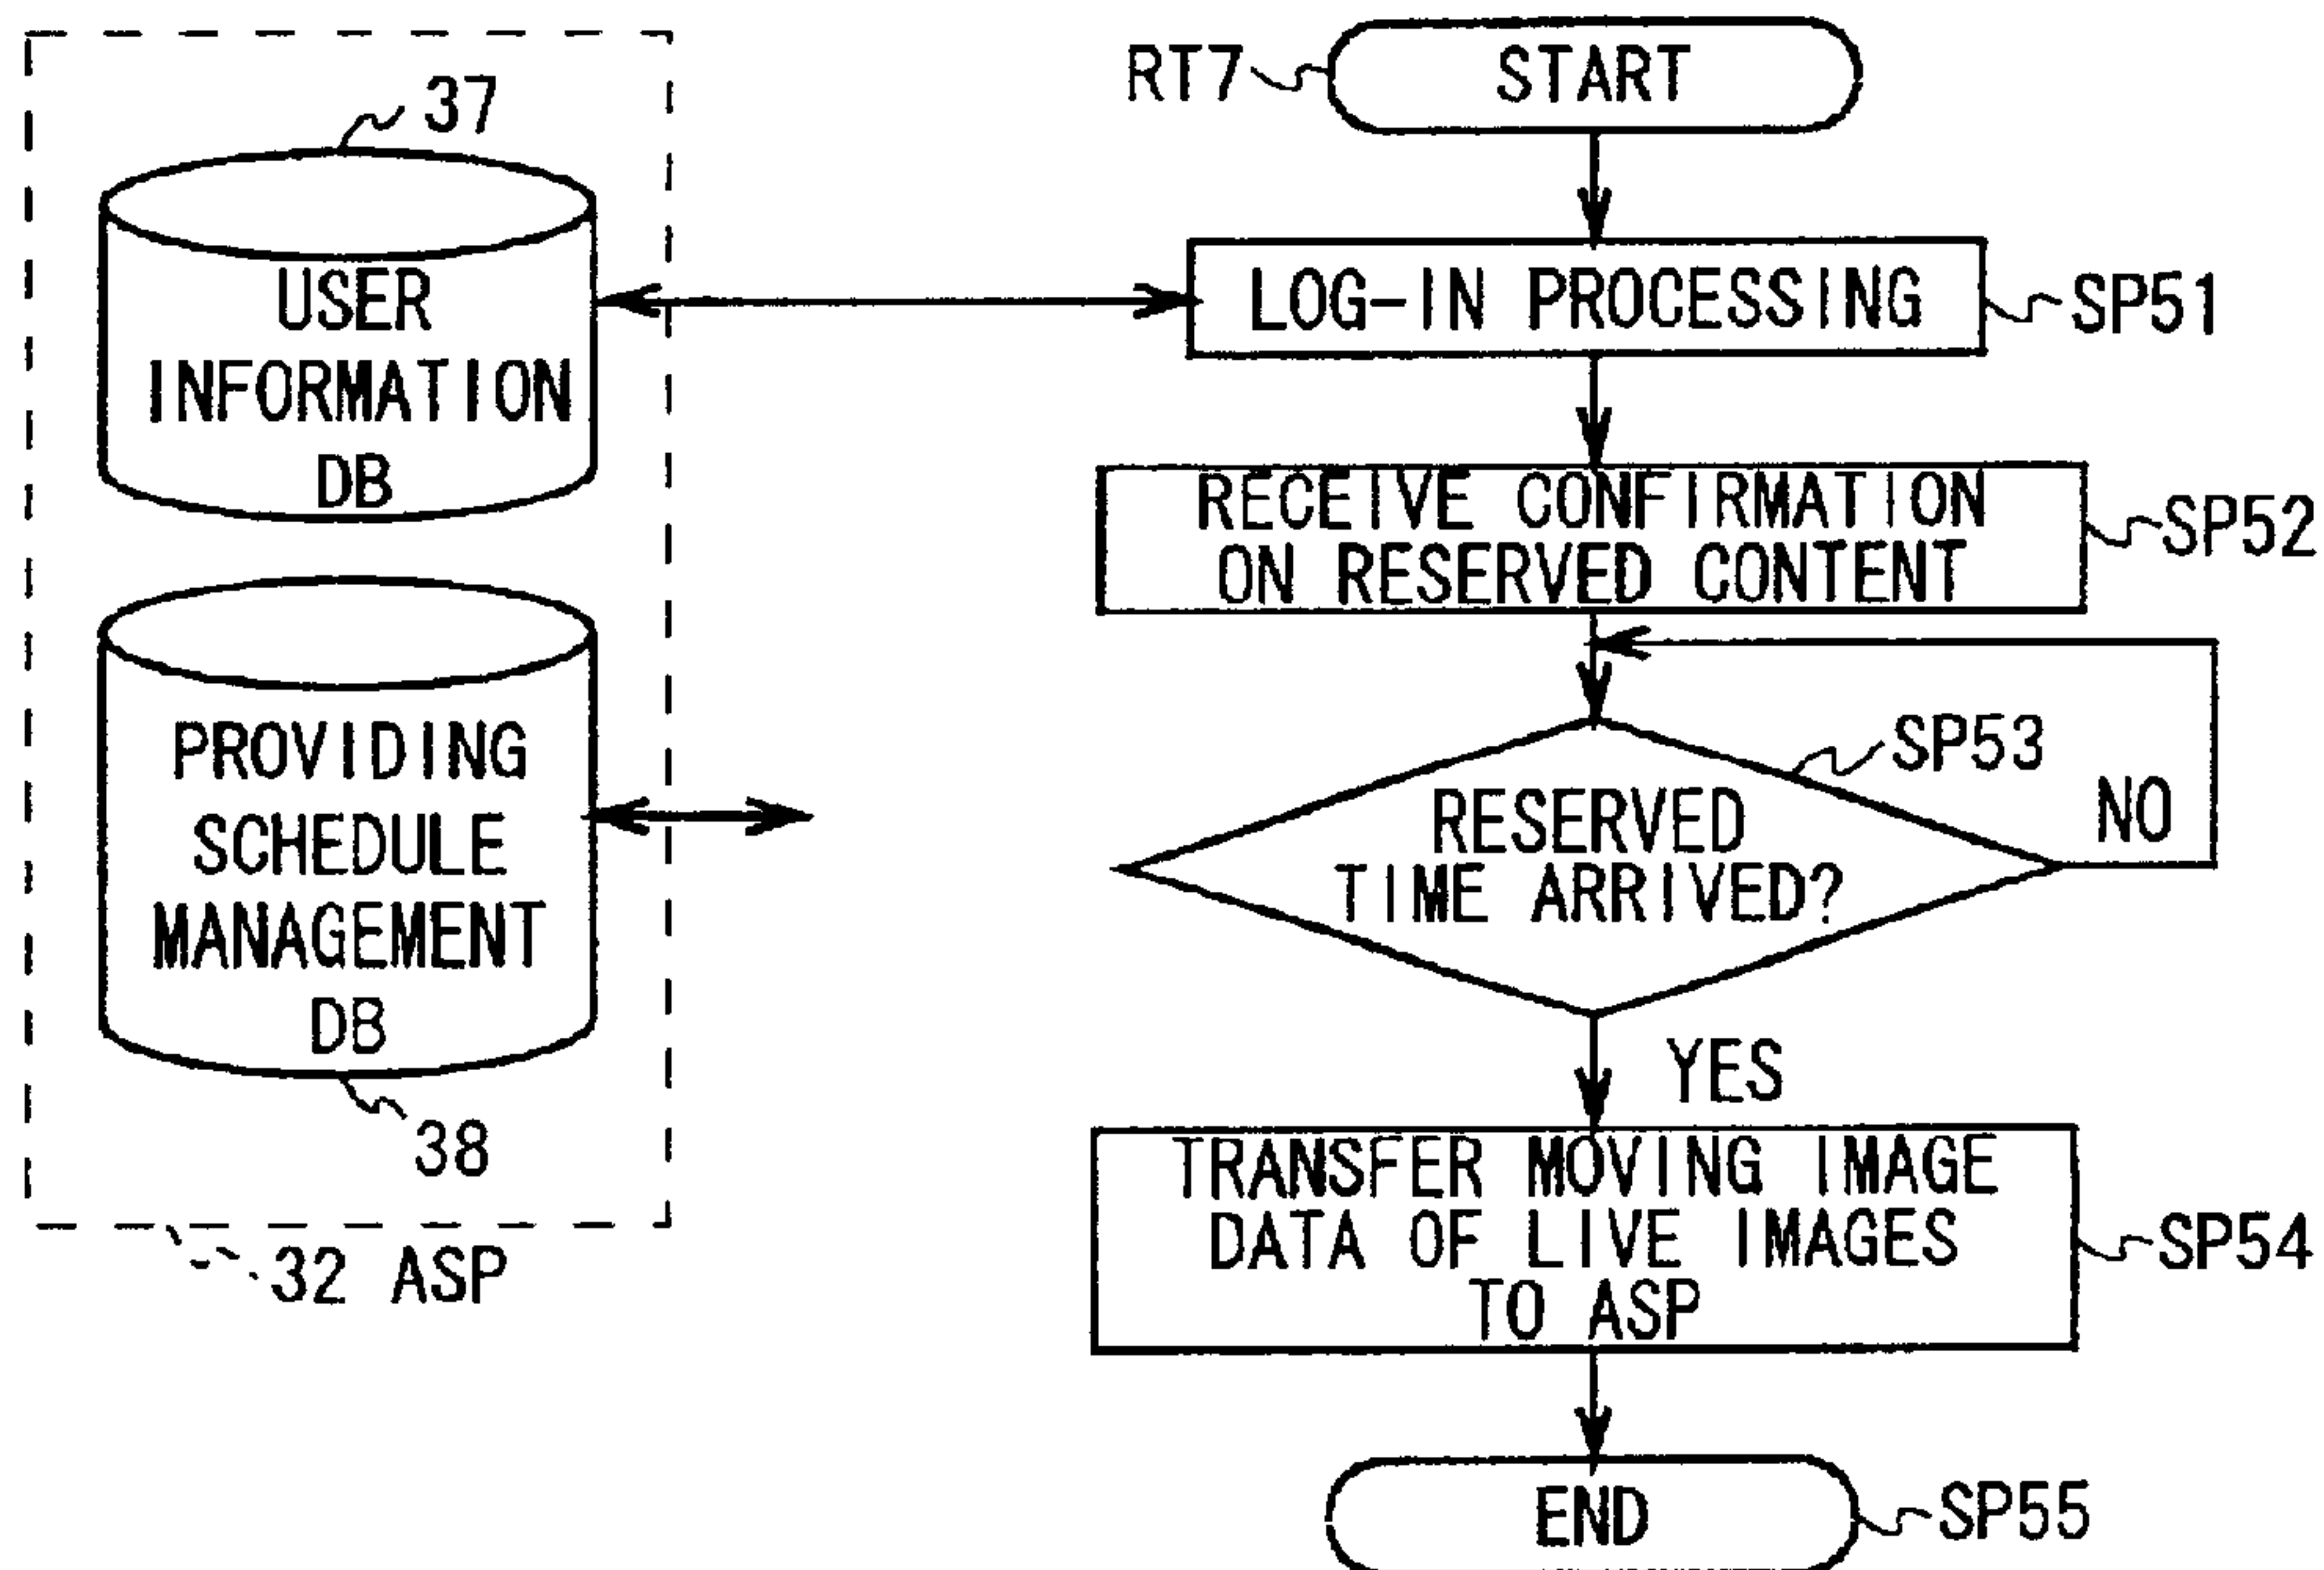 37
USER
INFORMATION
DB
PROVIDING
SCHEDULE
MANAGEMENT
DB
38
32 ASP
RT7
START
LOG-IN PROCESSING
SP51
RECEIVE CONFIRMATION
ON RESERVED CONTENT
SP52
SP53
RESERVED
TIME ARRIVED?
NO
YES
TRANSFER MOVING IMAGE
DATA OF LIVE IMAGES
TO ASP
SP54
END
SP55